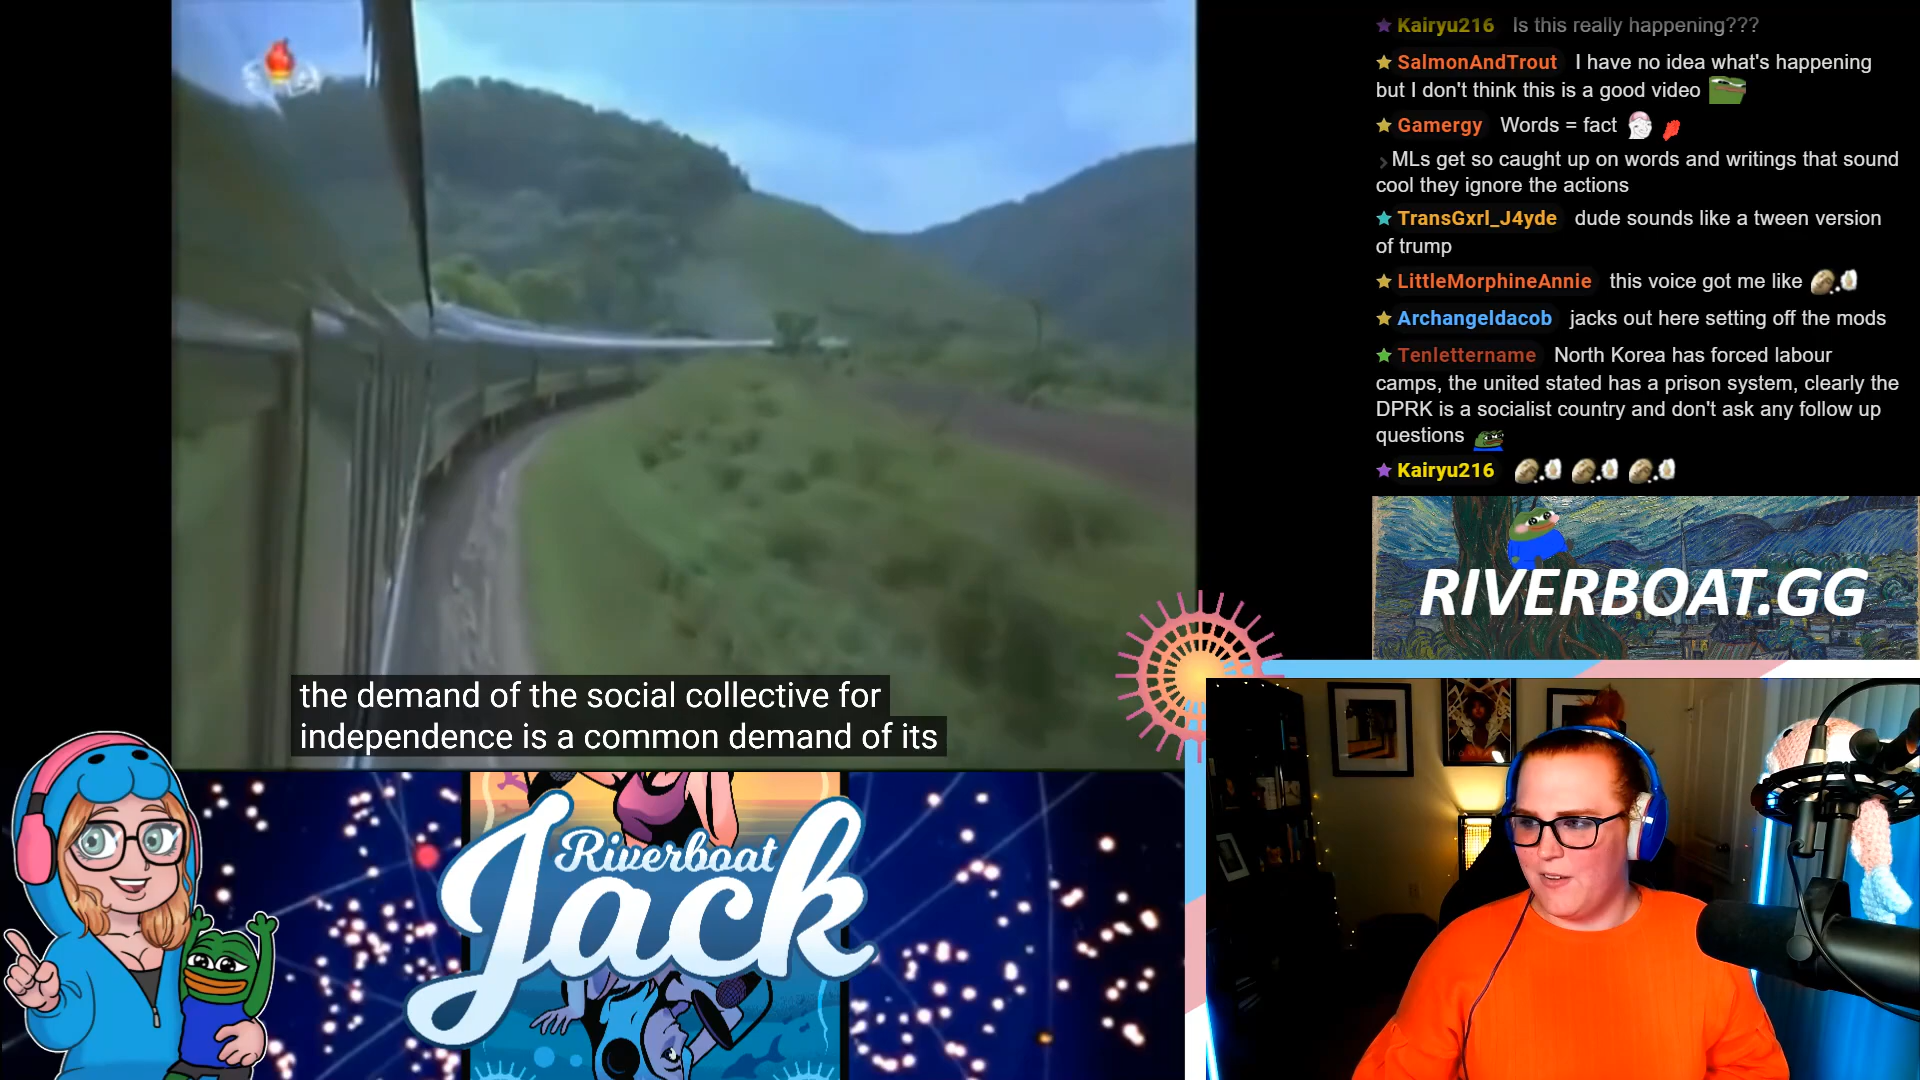 Kairyu216 Is this really happening???
SalmonAndTrout I have no idea what's happening
but I don't think this is a good video
Gamergy Words = fact
MLs get so caught up on words and writings that sound
cool they ignore the actions
TransGxrl_J4yde dude sounds like a tween version
of trump
LittleMorphineAnnie this voice got me like
Archangeldacob jacks out here setting off the mods
Tenlettername North Korea has forced labour
camps, the united stated has a prison system, clearly the
DPRK is a socialist country and don't ask any follow up
questions
Kairyu216
RIVERBOAT.GG
the demand of the social collective for
independence is a common demand of its
Riverboat
Jack